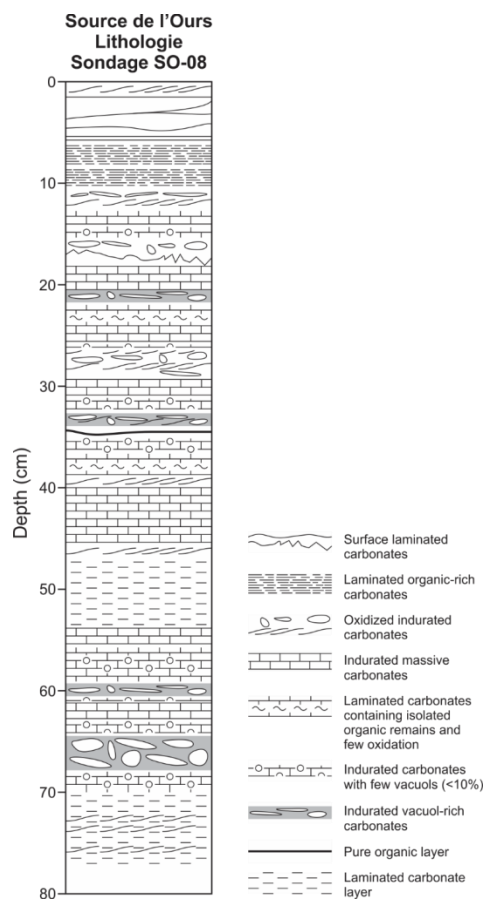 Source de l'Ours
Lithologie
Sondage SO-08
0
10
20
30
40
50
60
70
80
Depth (cm)
Surface laminated
carbonates
Laminated organic-rich
carbonates
Oxidized indurated
carbonates
Indurated massive
carbonates
Laminated carbonates
containing isolated
organic remains and
few oxidation
Indurated carbonates
with few vacuols (<10%)
Indurated vacuol-rich
carbonates
Pure organic layer
Laminated carbonate
layer